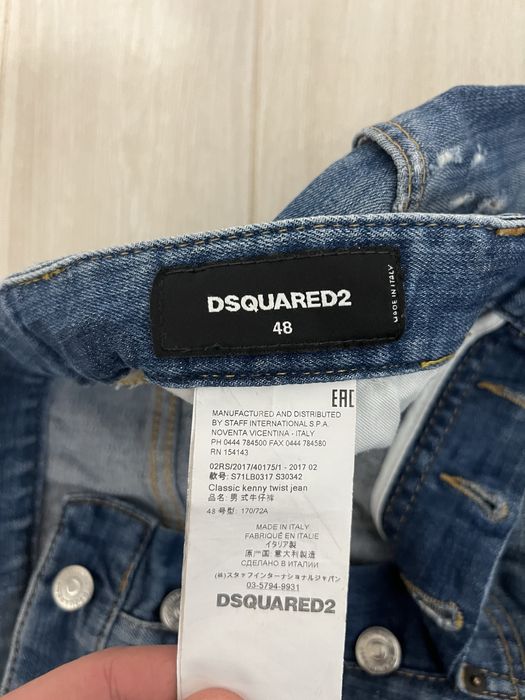 DSQUARED2
48
MADE IN ITALY
EAC
MANUFACTURED AND DISTRIBUTED
BY STAFF INTERNATIONAL S.P.A.
NOVENTA VICENTINA - ITALY
PH 0444 784500 FAX 0444 784580
RN 154143
02RS/2017/40175/1 - 2017 02
款号: S71LB0317 S30342
Classic kenny twist jean
品名: 男式牛仔裤
48 号型: 170/72A
MADE IN ITALY
FABRIQUÉ EN ITALIE
イタリア製
原产国: 意大利制造
СДЕЛАНО В ИТАЛИИ
(株)スタッフインターナショナルジャパン
03-5794-9931
DSQUARED2